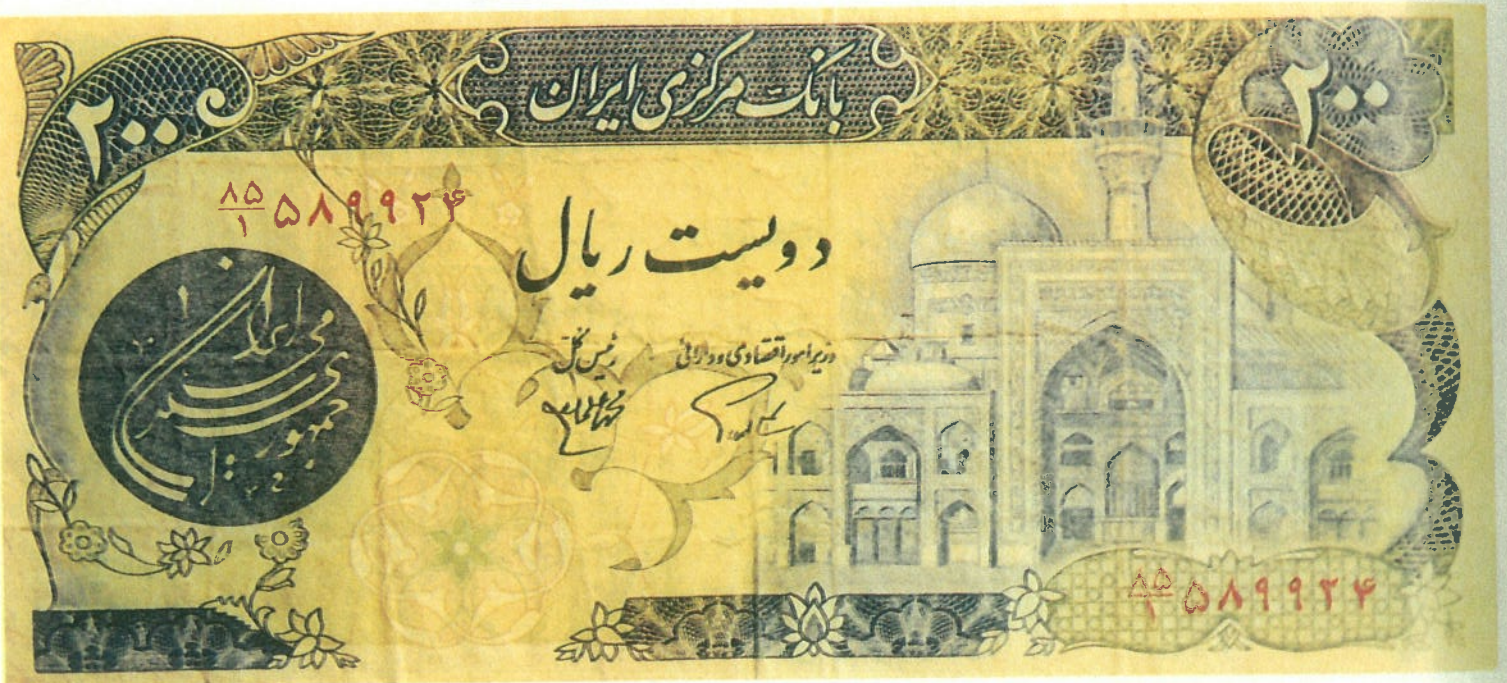 بانک مرکزی ایران
۲۰۰
۲۰۰
۸۵/۱ ۵۸۹۹۲۴
دویست ریال
وزیر امور اقتصادی و دارائی
رئیس کل
جمهوری اسلامی ایران
۸۵/۱ ۵۸۹۹۲۴